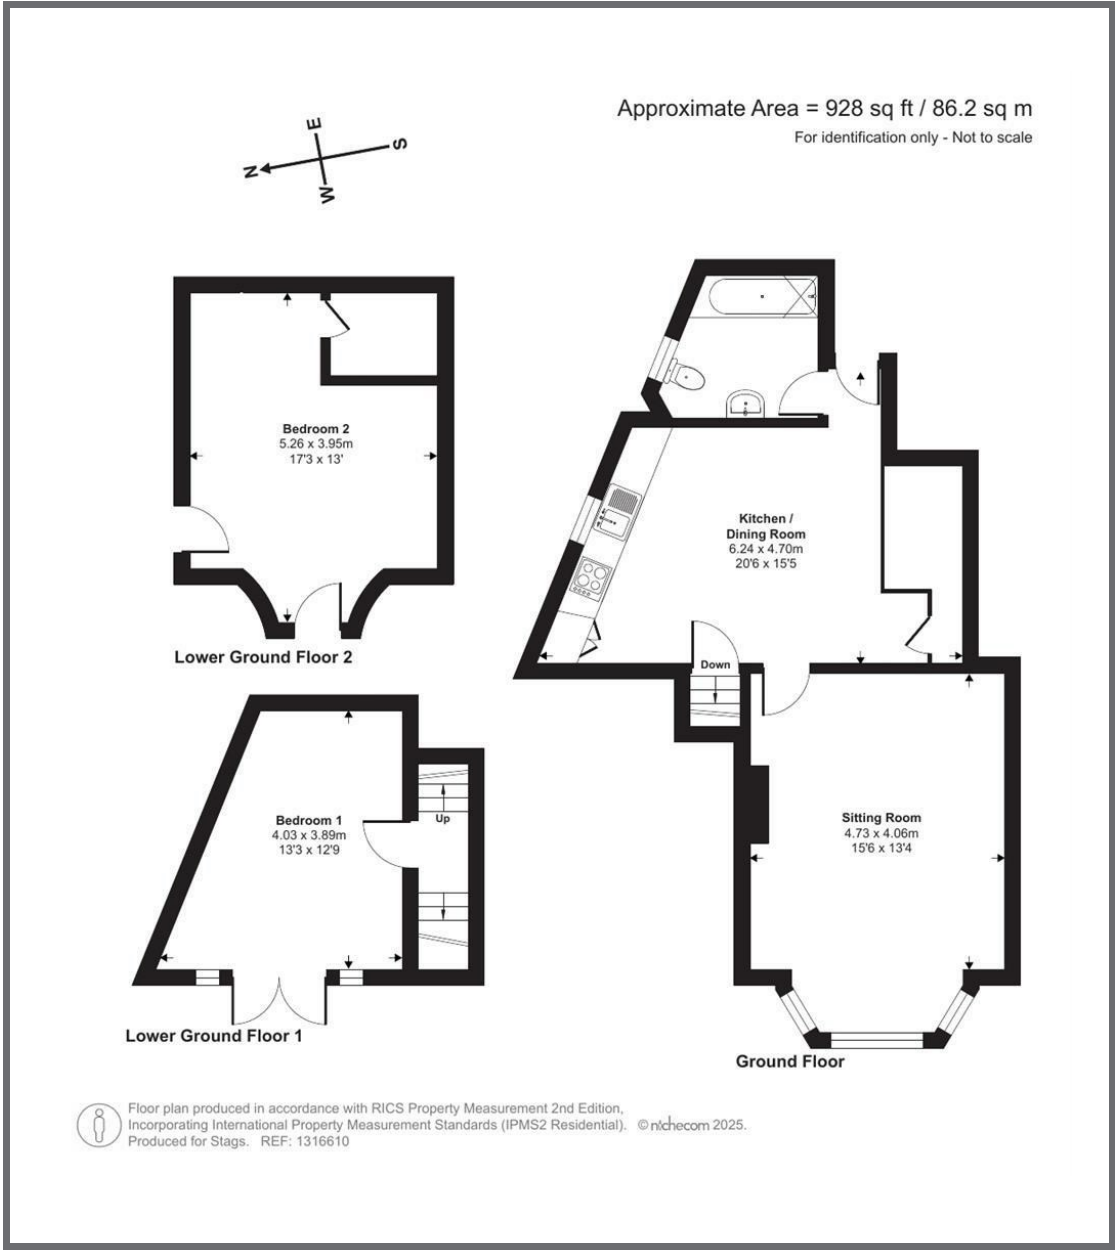 Approximate Area = 928 sq ft / 86.2 sq m
For identification only - Not to scale
E
N
S
W
Bedroom 2
5.26 x 3.95m
17'3 x 13'
Lower Ground Floor 2
Kitchen /
Dining Room
6.24 x 4.70m
20'6 x 15'5
Down
Bedroom 1
4.03 x 3.89m
13'3 x 12'9
Up
Lower Ground Floor 1
Sitting Room
4.73 x 4.06m
15'6 x 13'4
Ground Floor
Floor plan produced in accordance with RICS Property Measurement 2nd Edition,
Incorporating International Property Measurement Standards (IPMS2 Residential). © nichecom 2025.
Produced for Stags. REF: 1316610